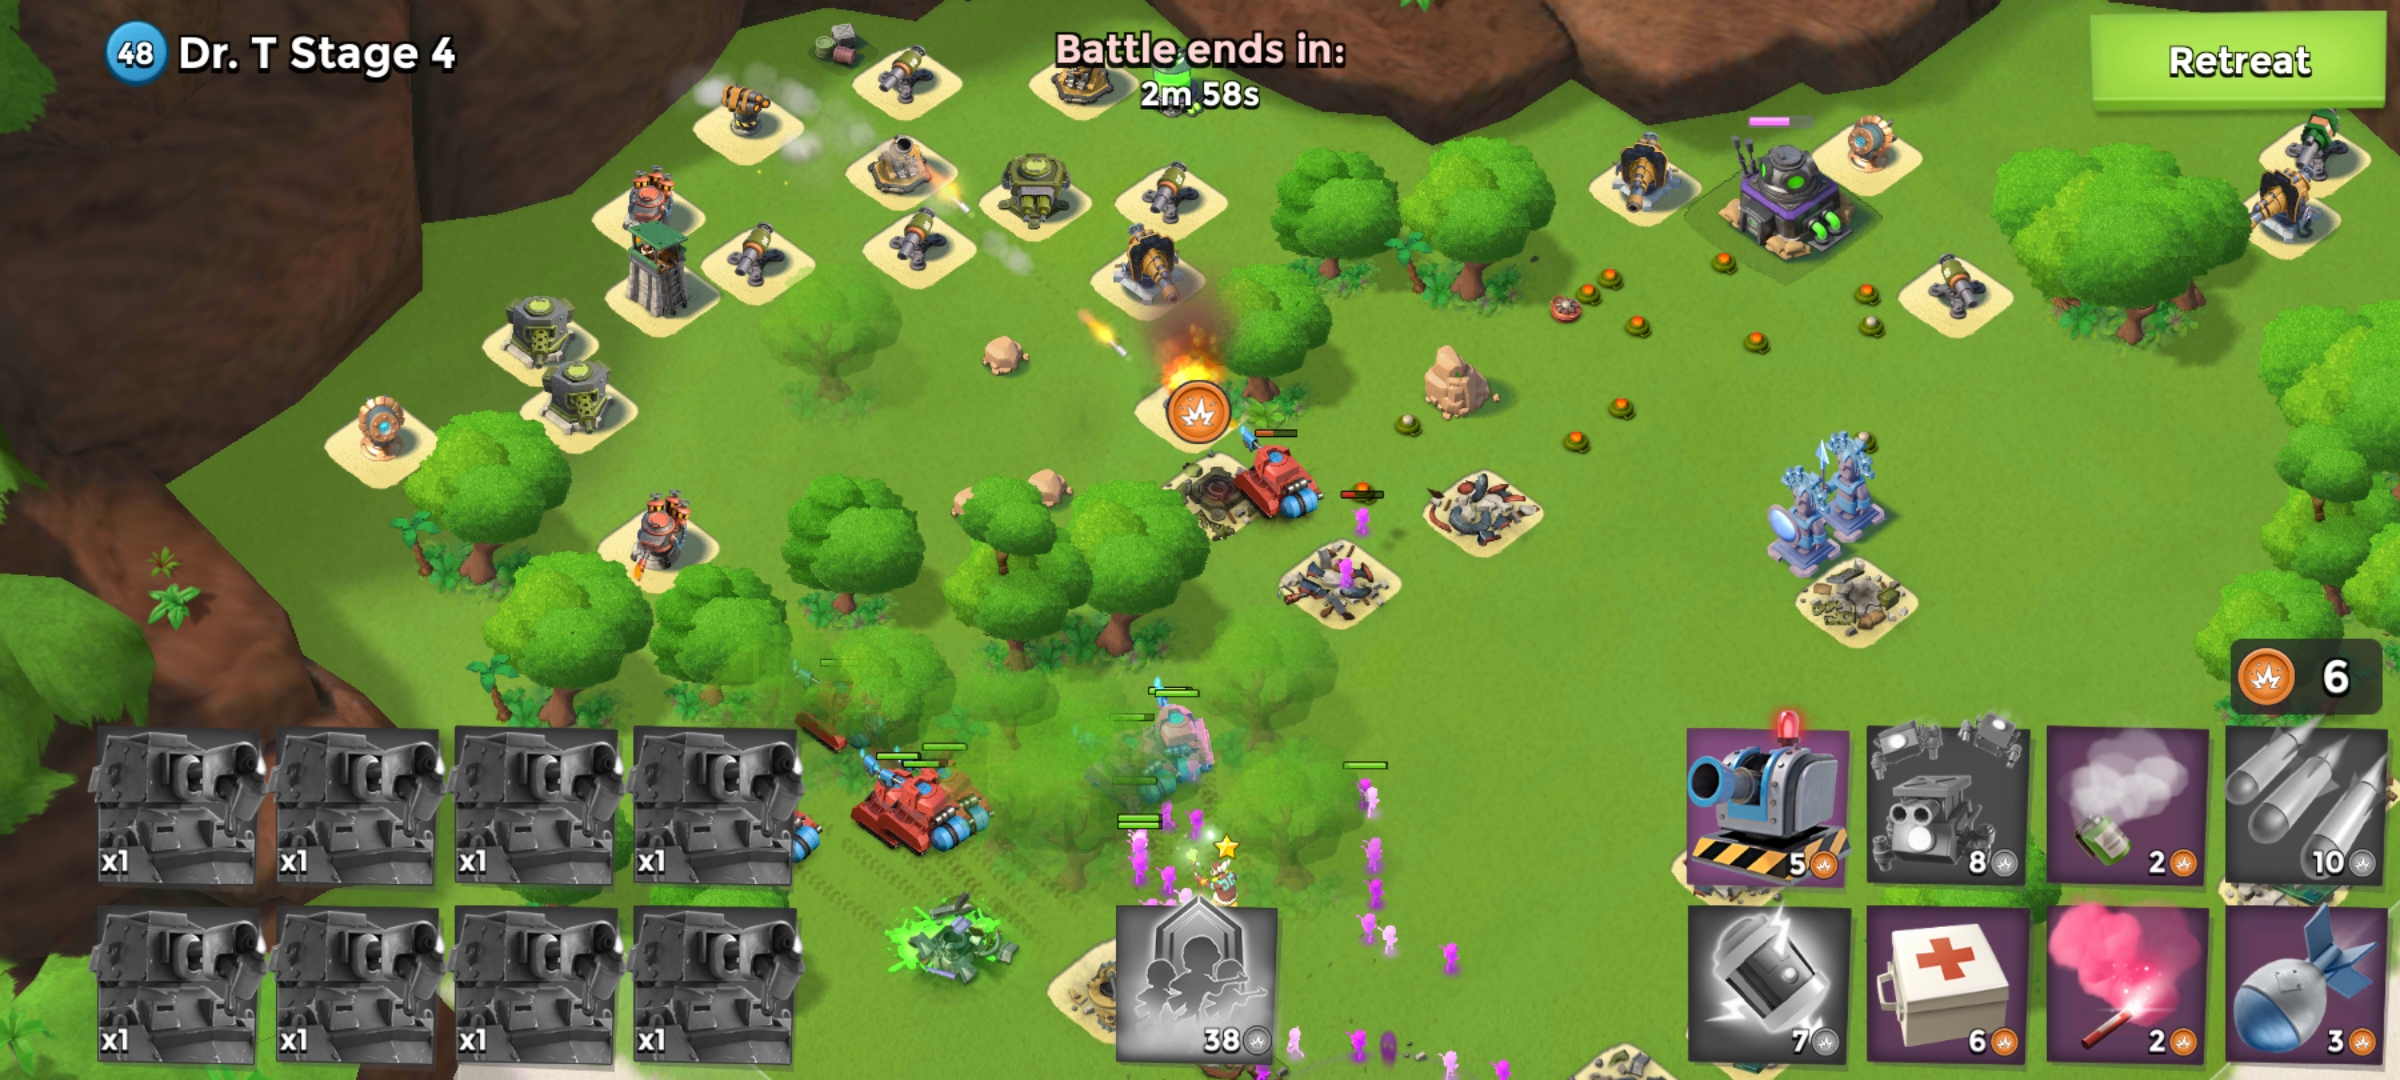 48 Dr. T Stage 4
Battle ends in:
2m 58s
Retreat
6
x1 x1 x1 x1
5 8 2 10
x1 x1 x1 x1
38
7 6 2 3